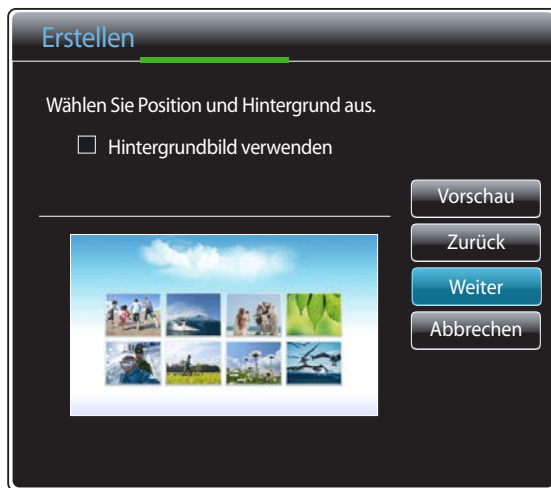 Erstellen
Wählen Sie Position und Hintergrund aus.
Hintergrundbild verwenden
Vorschau
Zurück
Weiter
Abbrechen